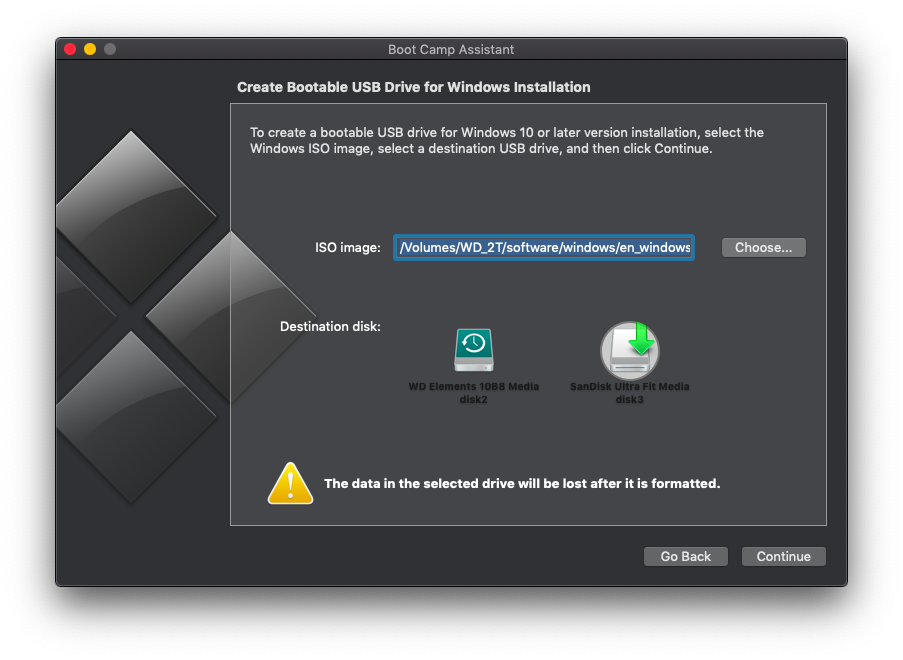 Boot Camp Assistant
Create Bootable USB Drive for Windows Installation
To create a bootable USB drive for Windows 10 or later version installation, select the
Windows ISO image, select a destination USB drive, and then click Continue.
ISO image:
/Volumes/WD_2T/software/windows/en_windows
Choose...
Destination disk:
WD Elements 10B8 Media
disk2
SanDisk Ultra Fit Media
disk3
The data in the selected drive will be lost after it is formatted.
Go Back
Continue